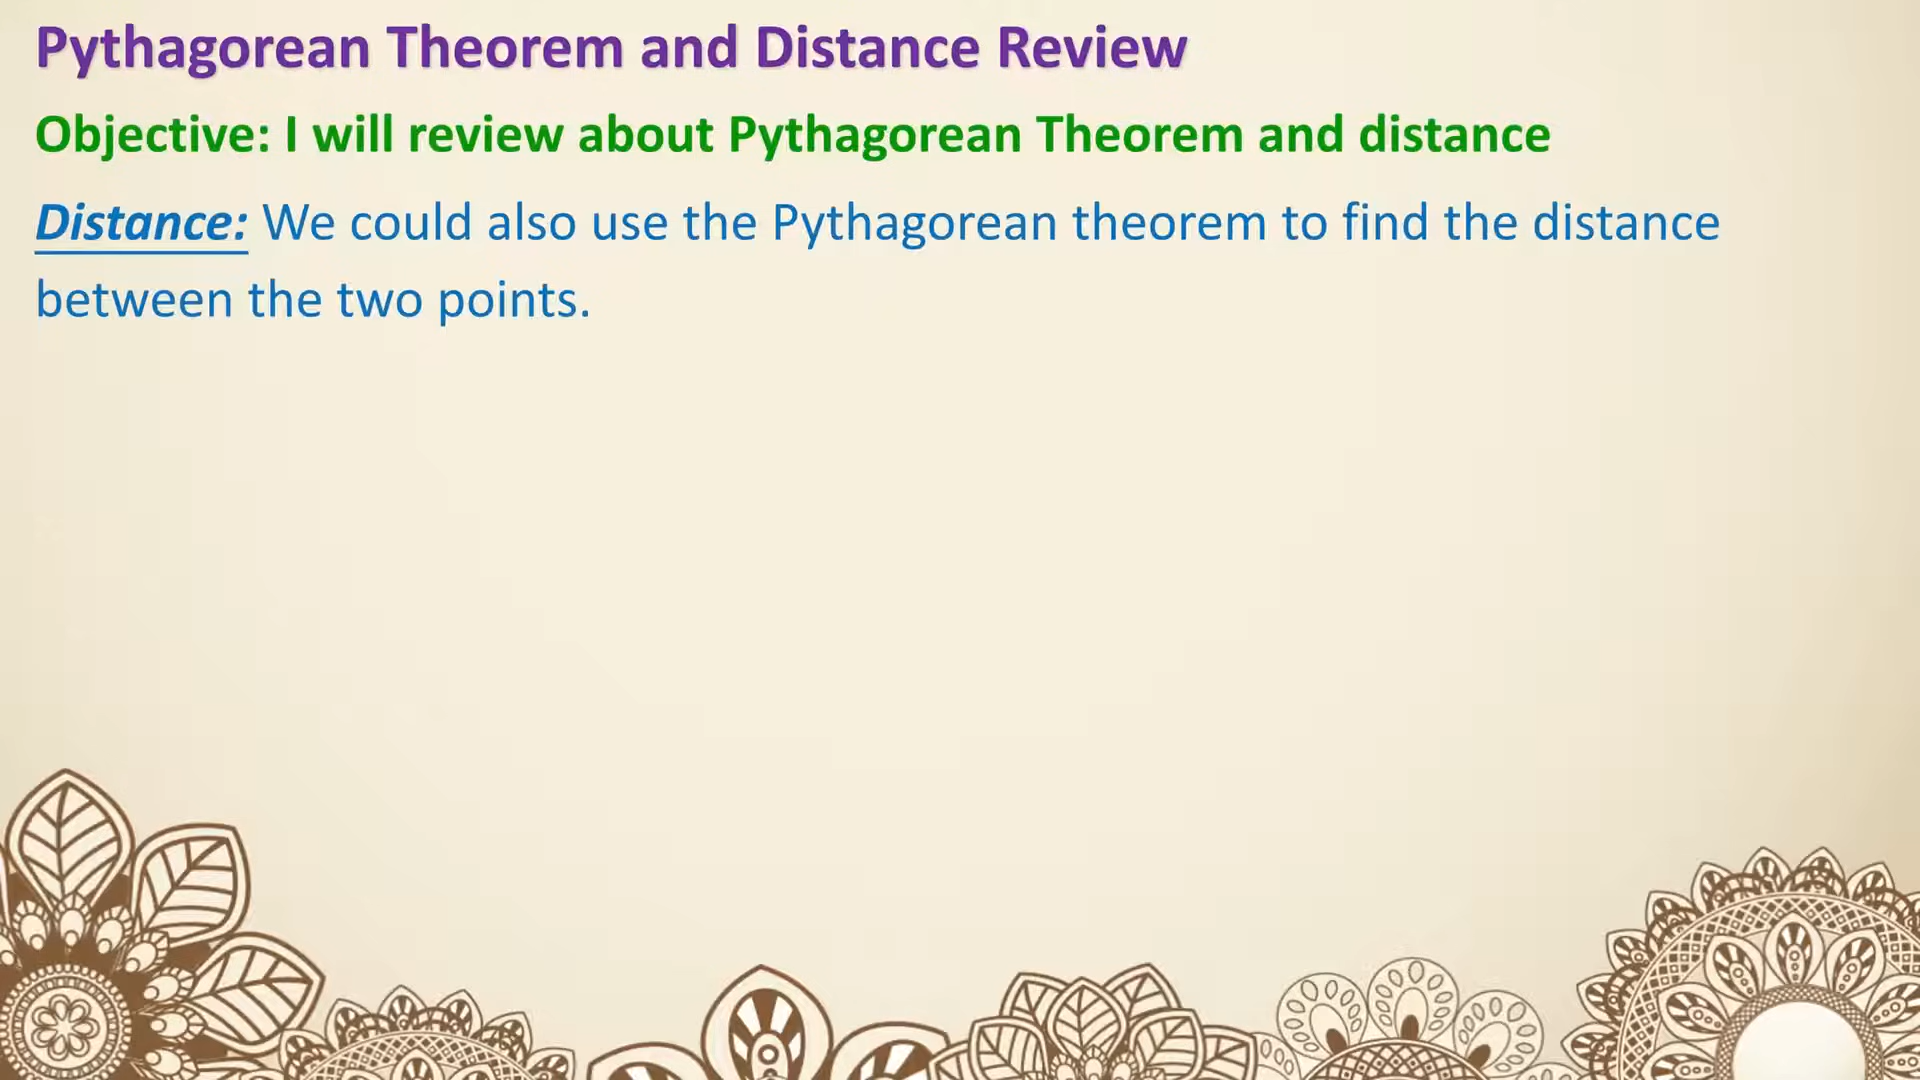 Pythagorean Theorem and Distance Review
Objective: I will review about Pythagorean Theorem and distance
Distance: We could also use the Pythagorean theorem to find the distance
between the two points.